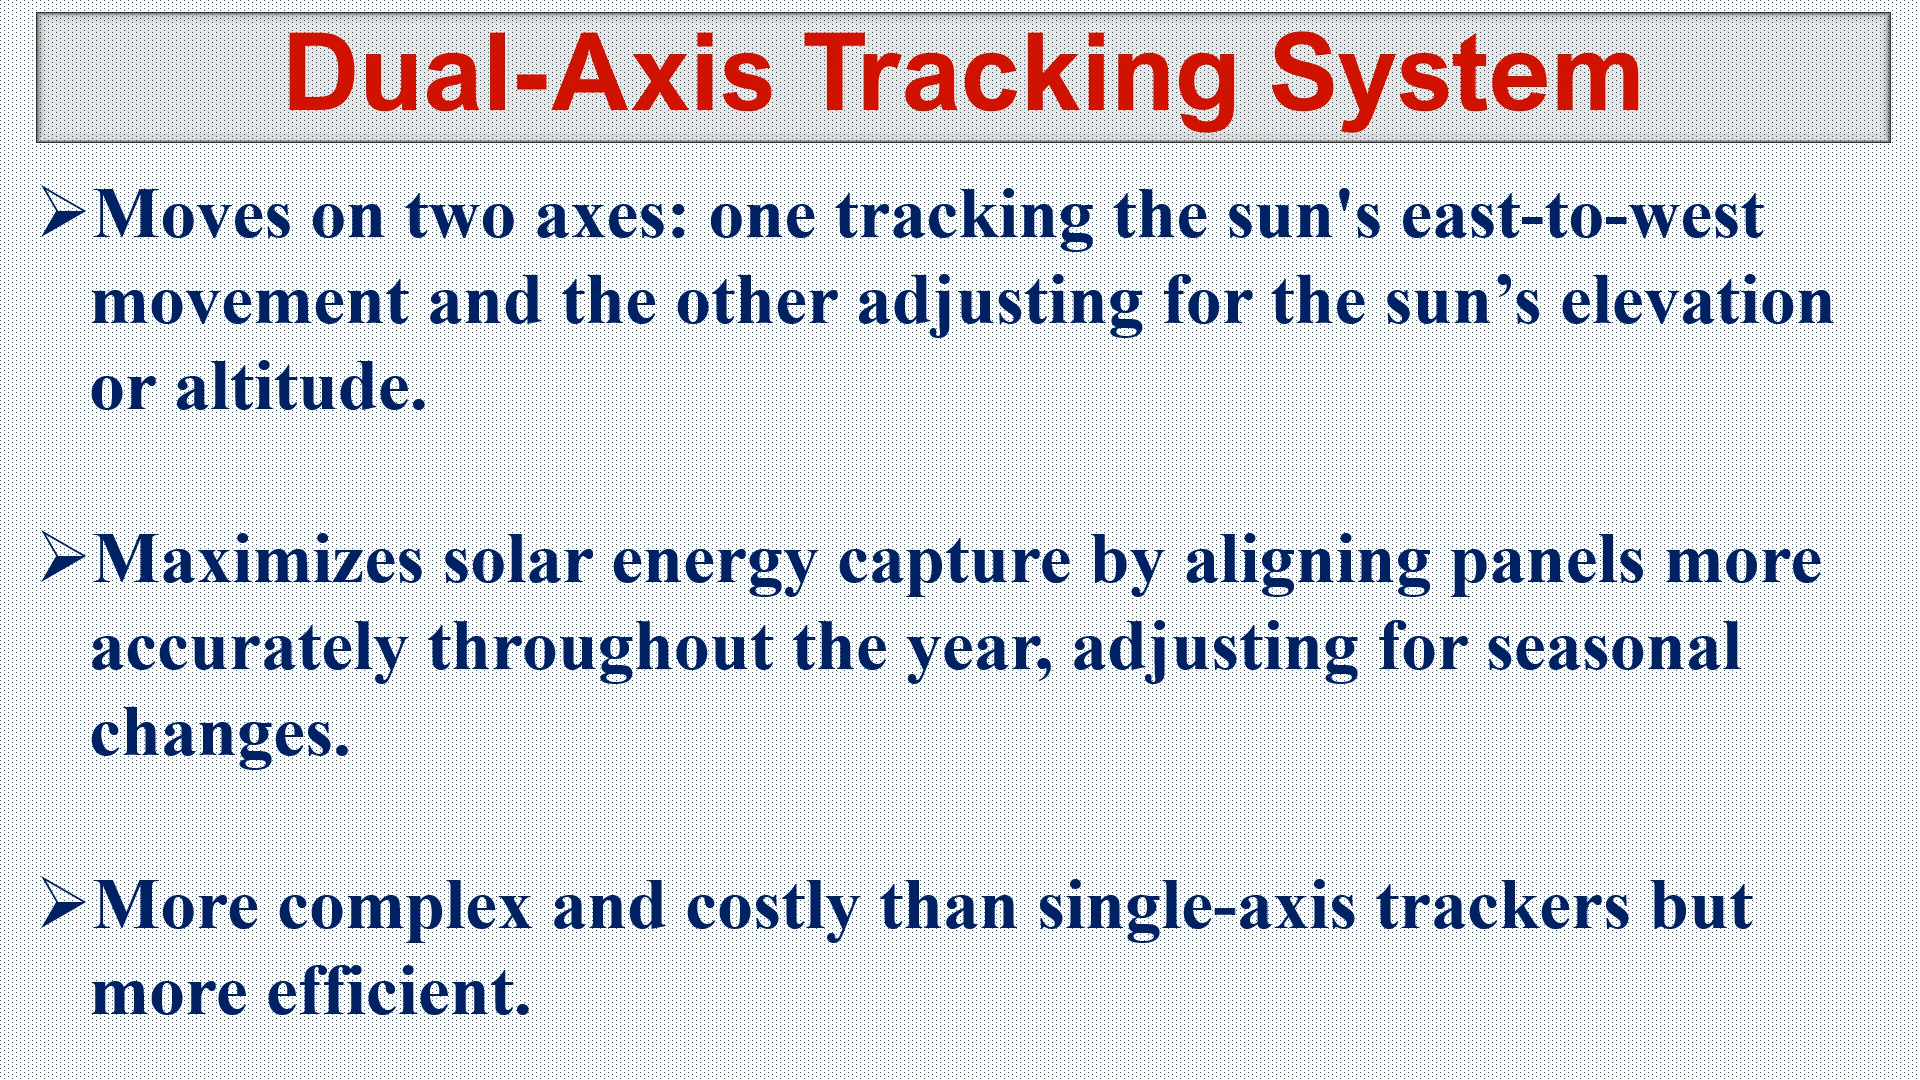 Dual-Axis Tracking System
➢Moves on two axes: one tracking the sun's east-to-west
movement and the other adjusting for the sun’s elevation
or altitude.
➢Maximizes solar energy capture by aligning panels more
accurately throughout the year, adjusting for seasonal
changes.
➢More complex and costly than single-axis trackers but
more efficient.